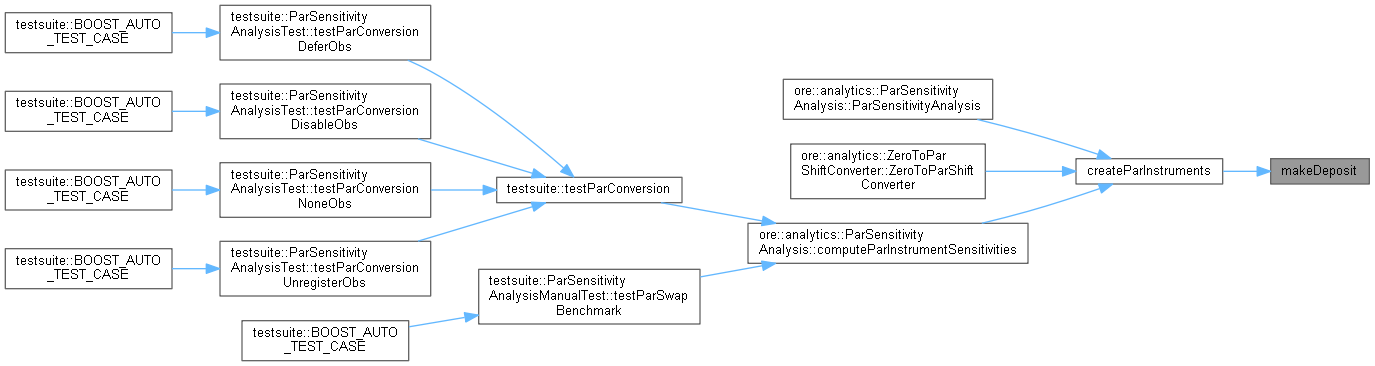 testsuite::BOOST_AUTO
_TEST_CASE
testsuite::ParSensitivity
AnalysisTest::testParConversion
DeferObs
testsuite::BOOST_AUTO
_TEST_CASE
testsuite::ParSensitivity
AnalysisTest::testParConversion
DisableObs
testsuite::BOOST_AUTO
_TEST_CASE
testsuite::ParSensitivity
AnalysisTest::testParConversion
NoneObs
testsuite::BOOST_AUTO
_TEST_CASE
testsuite::ParSensitivity
AnalysisTest::testParConversion
UnregisterObs
testsuite::BOOST_AUTO
_TEST_CASE
testsuite::testParConversion
testsuite::ParSensitivity
AnalysisManualTest::testParSwap
Benchmark
ore::analytics::ParSensitivity
Analysis::ParSensitivityAnalysis
ore::analytics::ZeroToPar
ShiftConverter::ZeroToParShift
Converter
ore::analytics::ParSensitivity
Analysis::computeParInstrumentSensitivities
createParInstruments
makeDeposit